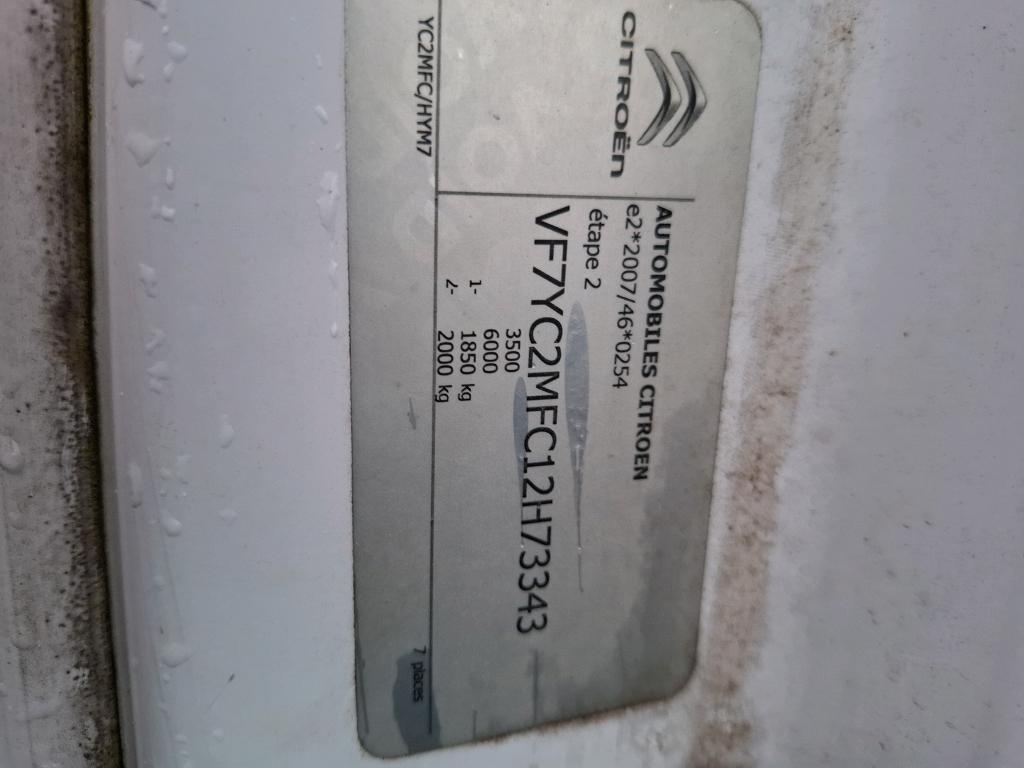 CITROËN
AUTOMOBILES CITROEN
e2*2007/46*0254
étape 2
VF7YC2MFC12H73343
3500
6000
1- 1850 kg
2- 2000 kg
YC2MFC/HYM7
7 places